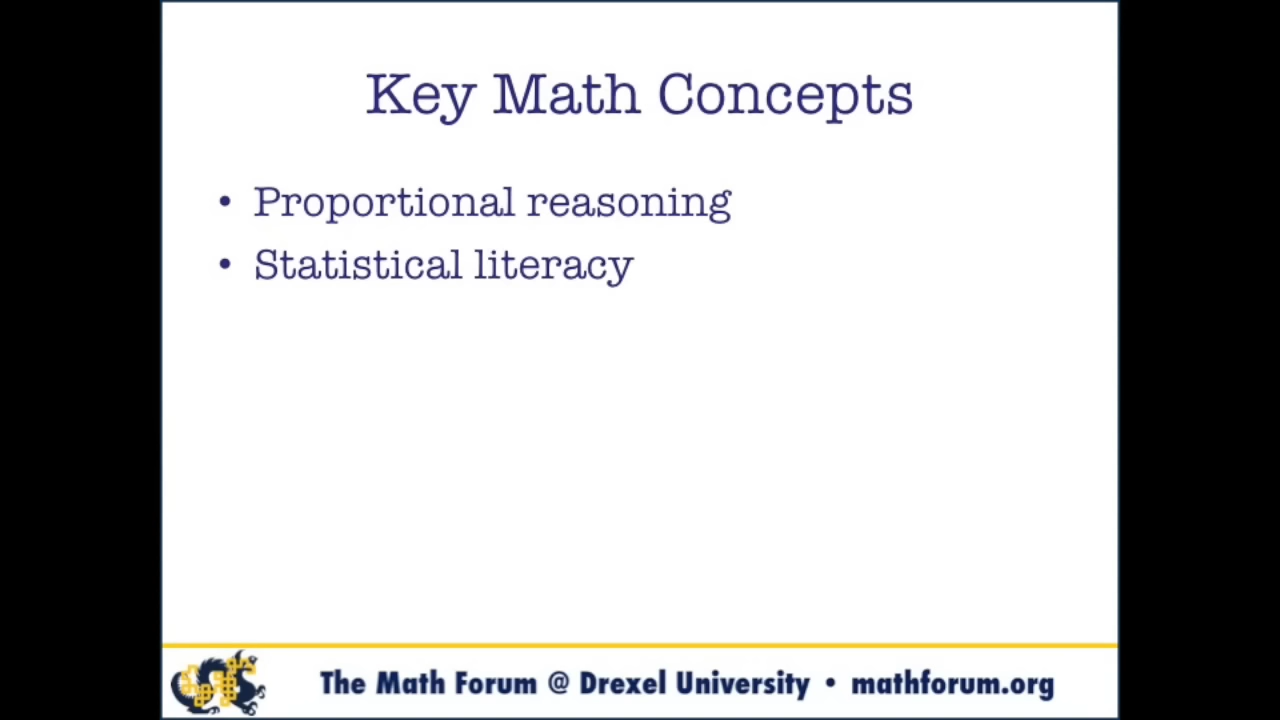 Key Math Concepts
• Proportional reasoning
• Statistical literacy
The Math Forum @ Drexel University • mathforum.org